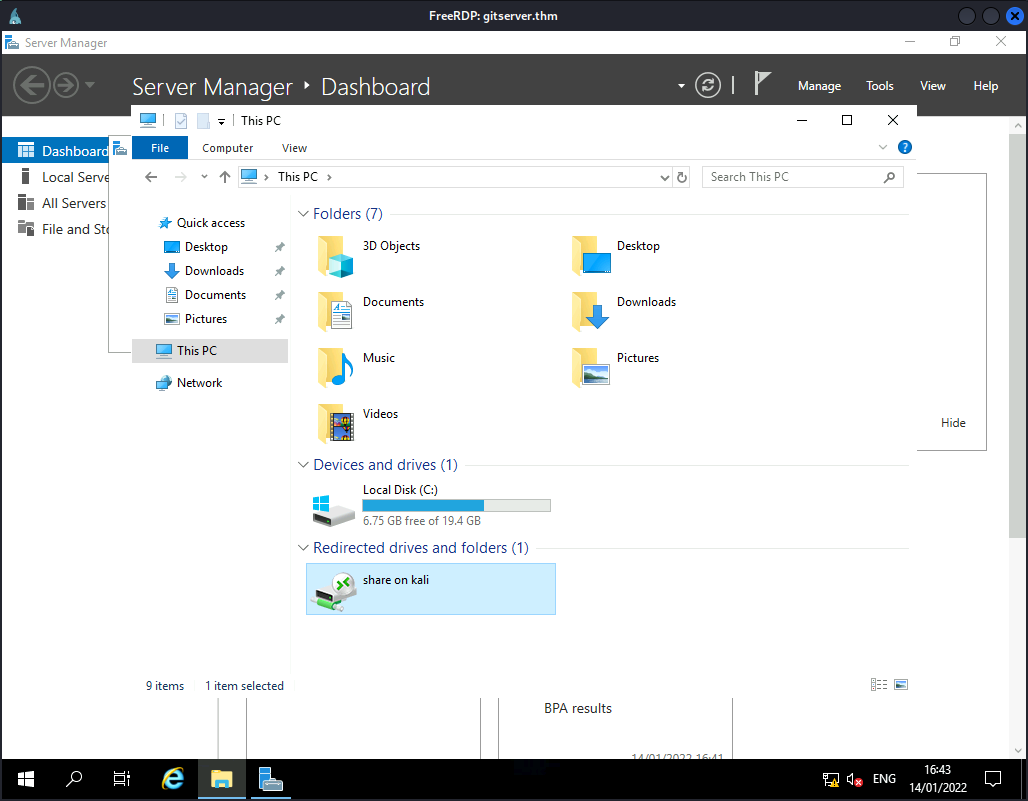 FreeRDP: gitserver.thm
Server Manager
Server Manager Dashboard
Manage Tools View Help
This PC
File Computer View
This PC
Search This PC
Dashboard
Local Serve
All Servers
File and Sto
Quick access
Desktop
Downloads
Documents
Pictures
This PC
Network
Folders (7)
3D Objects
Desktop
Documents
Downloads
Music
Pictures
Videos
Devices and drives (1)
Local Disk (C:)
6.75 GB free of 19.4 GB
Redirected drives and folders (1)
share on kali
9 items 1 item selected
Hide
BPA results
14/01/2022 16:41
ENG
16:43
14/01/2022